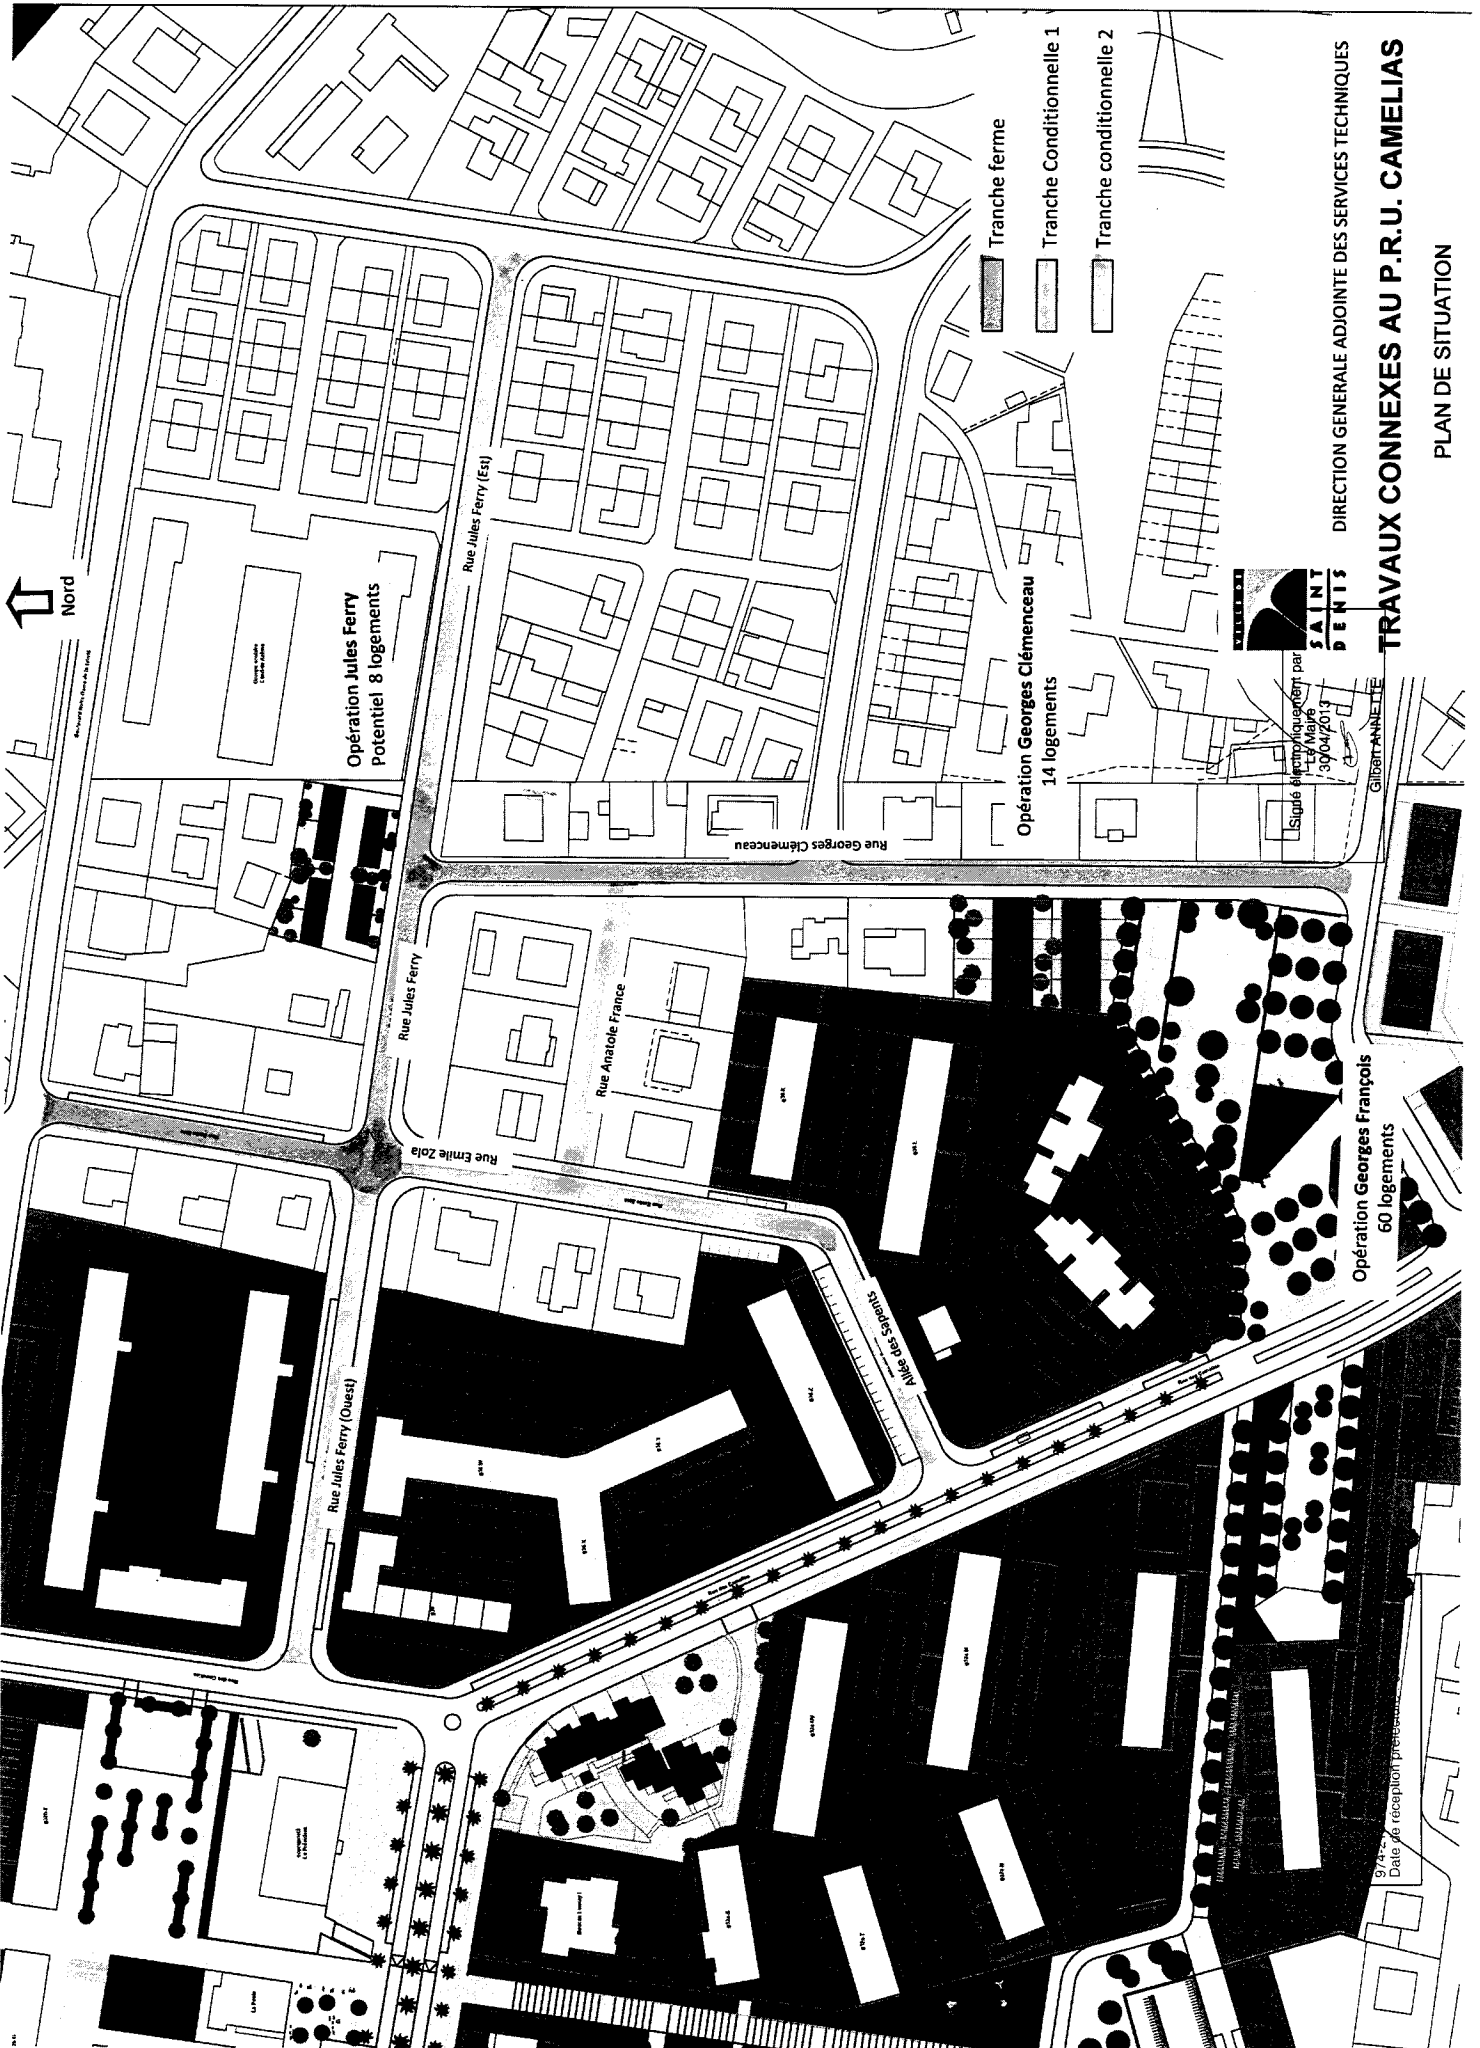 Nord
Opération Jules Ferry
Potentiel 8 logements
Rue Jules Ferry (Est)
Rue Jules Ferry
Rue Anatole France
Rue Emile Zola
Rue Jules Ferry (Ouest)
Allée des Sapents
Rue Georges Clémenceau
Opération Georges Clémenceau
14 logements
Opération Georges François
60 logements
Tranche ferme
Tranche Conditionnelle 1
Tranche conditionnelle 2
VILLE DE
SAINT
DENIS
DIRECTION GENERALE ADJOINTE DES SERVICES TECHNIQUES
TRAVAUX CONNEXES AU P.R.U. CAMELIAS
PLAN DE SITUATION
Signé électroniquement par
Le Maire
30/04/2013
Gilbert ANNETTE
Date de réception
La Poste